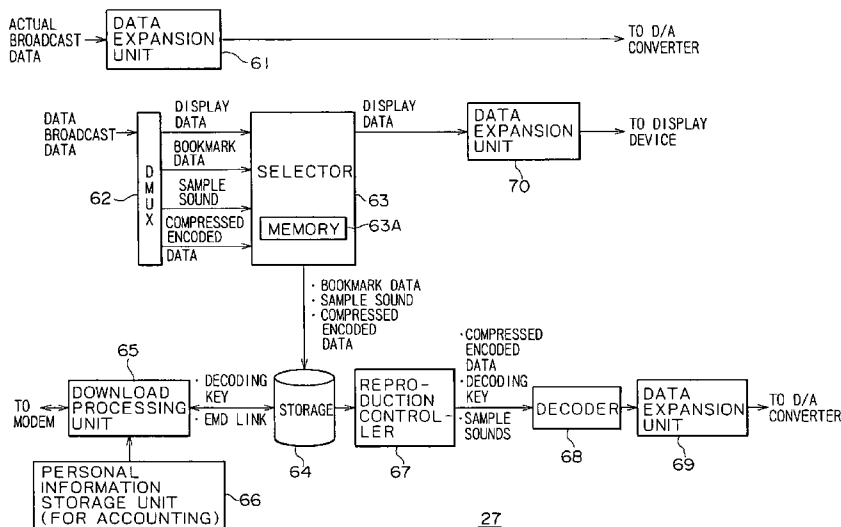 ACTUAL
BROADCAST
DATA
DATA
EXPANSION
UNIT
61
TO D/A
CONVERTER
DATA
BROADCAST
DATA
DMUX
62
DISPLAY
DATA
BOOKMARK
DATA
SAMPLE
SOUND
COMPRESSED
ENCODED
DATA
SELECTOR
63
MEMORY
63A
DISPLAY
DATA
DATA
EXPANSION
UNIT
70
TO DISPLAY
DEVICE
· BOOKMARK DATA
· SAMPLE SOUND
· COMPRESSED
ENCODED
DATA
65
TO
MODEM
DOWNLOAD
PROCESSING
UNIT
· DECODING
KEY
· EMD LINK
STORAGE
64
REPRO-
DUCTION
CONTROL-
LER
67
· COMPRESSED
ENCODED
DATA
· DECODING
KEY
· SAMPLE
SOUNDS
DECODER
68
DATA
EXPANSION
UNIT
69
TO D/A
CONVERTER
PERSONAL
INFORMATION
STORAGE UNIT
(FOR ACCOUNTING)
66
27